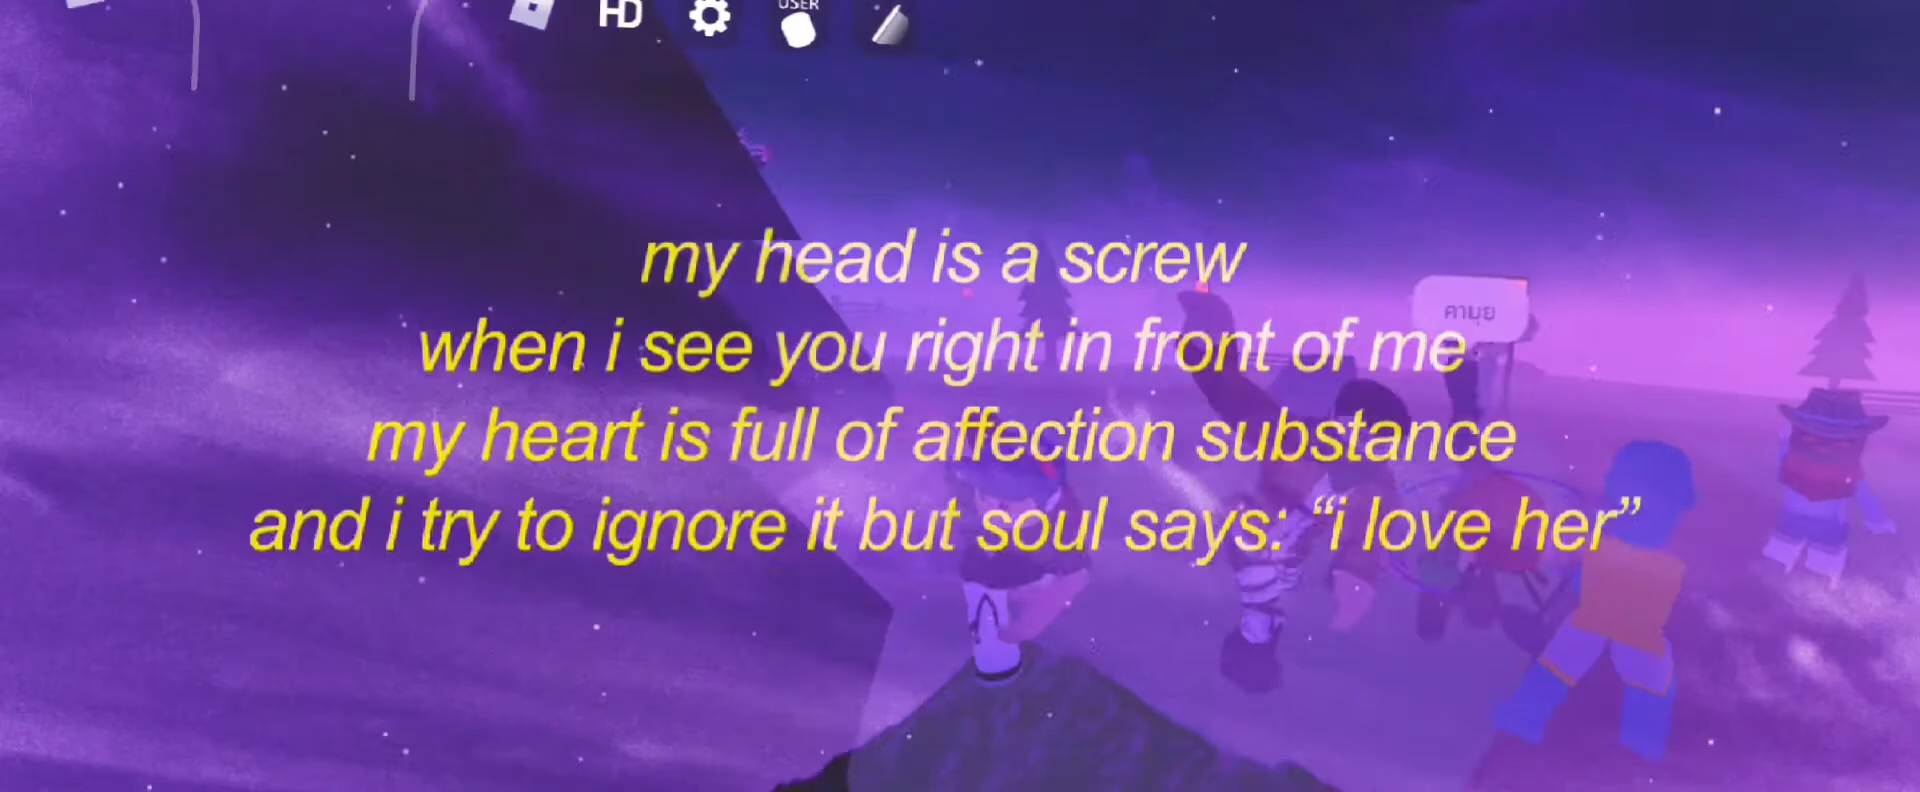 HD
USER
my head is a screw
when i see you right in front of me
คามุย
my heart is full of affection substance
and i try to ignore it but soul says: “i love her”